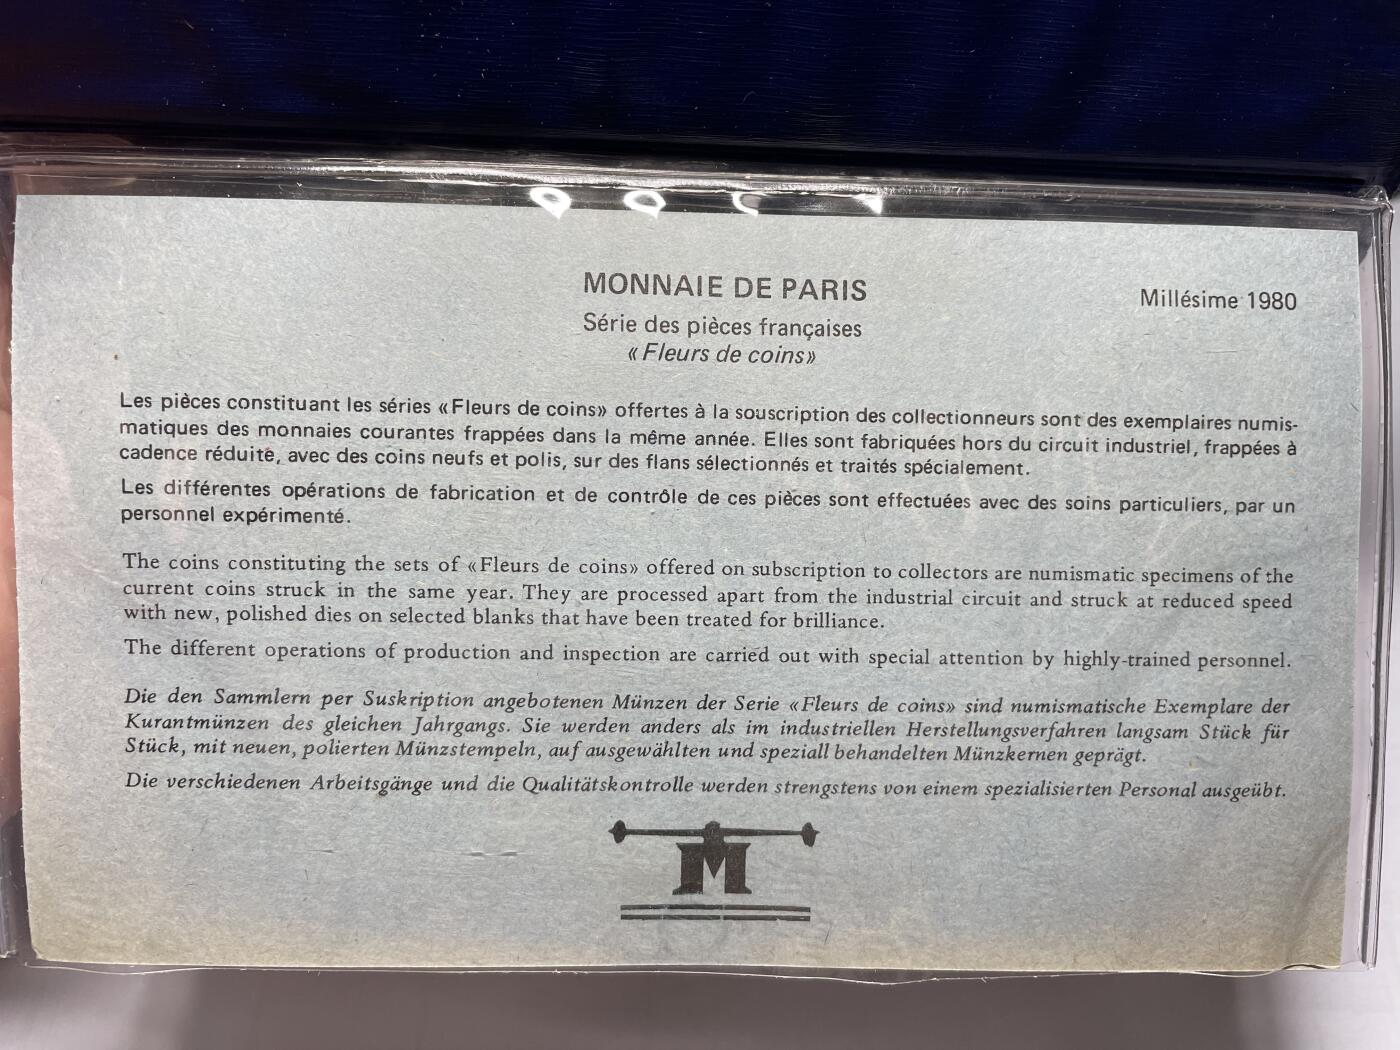 MONNAIE DE PARIS
Millésime 1980
Série des pièces françaises
«Fleurs de coins»
Les pièces constituant les séries «Fleurs de coins» offertes à la souscription des collectionneurs sont des exemplaires numis-
matiques des monnaies courantes frappées dans la même année. Elles sont fabriquées hors du circuit industriel, frappées à
cadence réduite, avec des coins neufs et polis, sur des flans sélectionnés et traités spécialement.
Les différentes opérations de fabrication et de contrôle de ces pièces sont effectuées avec des soins particuliers, par un
personnel expérimenté.
The coins constituting the sets of «Fleurs de coins» offered on subscription to collectors are numismatic specimens of the
current coins struck in the same year. They are processed apart from the industrial circuit and struck at reduced speed
with new, polished dies on selected blanks that have been treated for brilliance.
The different operations of production and inspection are carried out with special attention by highly-trained personnel.
Die den Sammlern per Suskription angebotenen Münzen der Serie «Fleurs de coins» sind numismatische Exemplare der
Kurantmünzen des gleichen Jahrgangs. Sie werden anders als im industriellen Herstellungsverfahren langsam Stück für
Stück, mit neuen, polierten Münzstempeln, auf ausgewählten und speziall behandelten Münzkernen geprägt.
Die verschiedenen Arbeitsgänge und die Qualitätskontrolle werden strengstens von einem spezialisierten Personal ausgeübt.
M